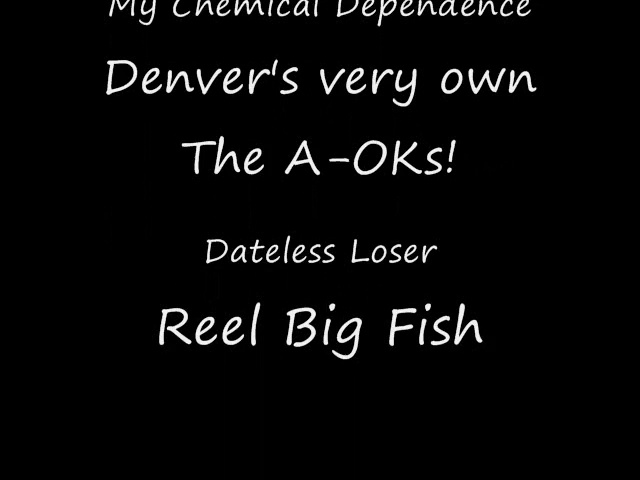 My Chemical Dependence
Denver's very own
The A-OKs!
Dateless Loser
Reel Big Fish